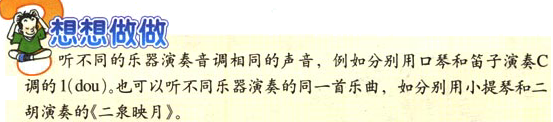 想想做做
听不同的乐器演奏音调相同的声音，例如分别用口琴和笛子演奏C
调的1(dou)。也可以听不同乐器演奏的同一首乐曲，如分别用小提琴和二
胡演奏的《二泉映月》。